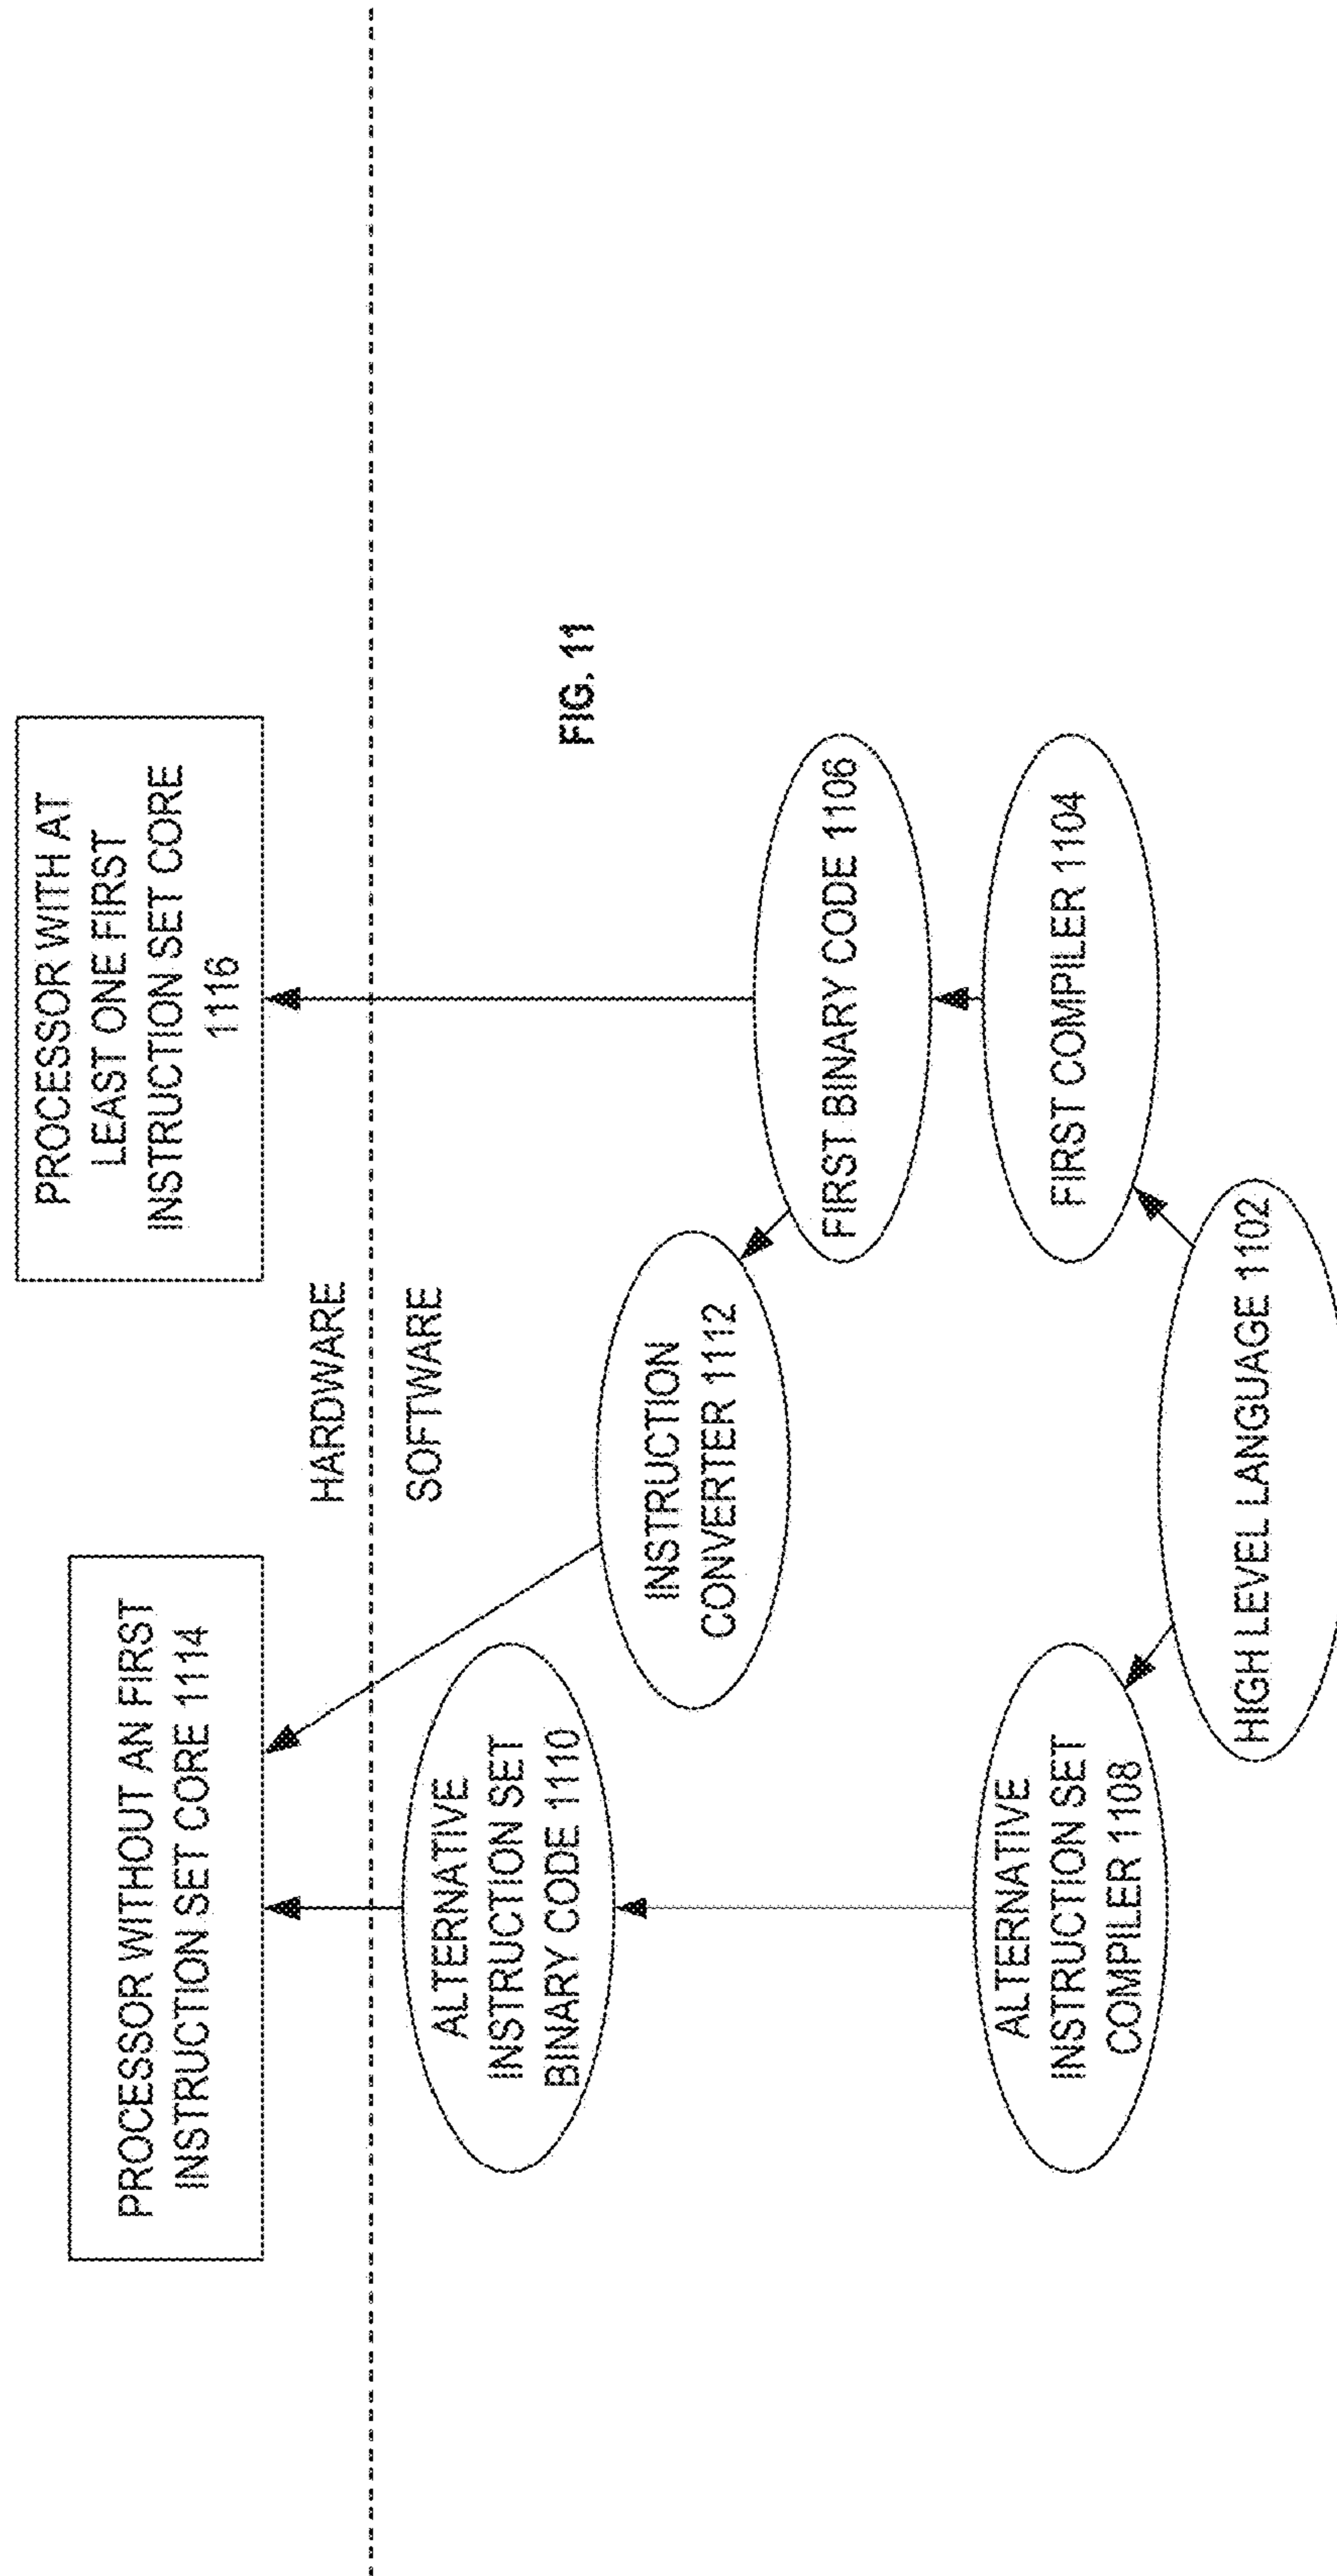 PROCESSOR WITHOUT AN FIRST
INSTRUCTION SET CORE 1114
PROCESSOR WITH AT
LEAST ONE FIRST
INSTRUCTION SET CORE
1116
HARDWARE
SOFTWARE
ALTERNATIVE
INSTRUCTION SET
BINARY CODE 1110
INSTRUCTION
CONVERTER 1112
FIG. 11
FIRST BINARY CODE 1106
ALTERNATIVE
INSTRUCTION SET
COMPILER 1108
FIRST COMPILER 1104
HIGH LEVEL LANGUAGE 1102